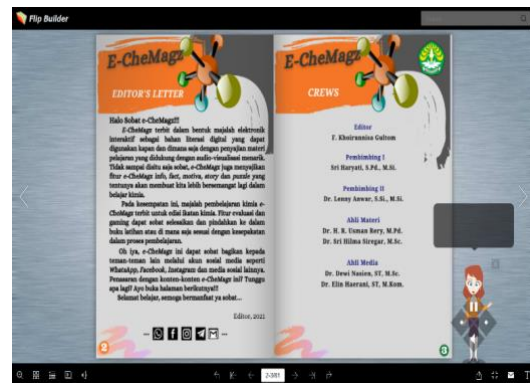 Flip Builder
E-CheMagz
EDITOR'S LETTER
Halo Sobat e-CheMagz!!!
E-CheMagz terbit dalam bentuk majalah elektronik
interaktif sebagai bahan literasi digital yang dapat
digunakan kapan dan dimana saja dengan penyajian materi
pelajaran yang didukung dengan audio-visualisasi menarik.
Tidak sampai disitu saja sobat, e-CheMagz juga menyajikan
fitur e-CheMagz info, fact, motiva, story dan puzzle yang
tentunya akan membuat kita lebih bersemangat lagi dalam
belajar kimia.
Pada kesempatan ini, majalah pembelajaran kimia e-
CheMagz terbit untuk edisi ikatan kimia. Fitur evaluasi dan
gaming dapat sobat selesaikan dan pindahkan ke dalam
buku latihan atau di mana saja sesuai dengan kesepakatan
dalam proses pembelajaran.
Oh iya, e-CheMagz ini dapat sobat bagikan kepada
teman-teman lain melalui akun sosial media seperti
WhatsApp, Facebook, Instagram dan media sosial lainnya.
Penasaran dengan konten-konten e-CheMagz ini? Tunggu
apa lagi? Ayo buka halaman berikutnya!!!
Selamat belajar, semoga bermanfaat ya sobat...
Editor, 2021
2
E-CheMagz
CREWS
Editor
F. Khoirunnisa Gultom
Pembimbing I
Sri Haryati, S.Pd., M.Si.
Pembimbing II
Dr. Lenny Anwar, S.Si., M.Si.
Ahli Materi
Dr. H. R. Usman Rery, M.Pd.
Dr. Sri Hilma Siregar, M.Sc.
Ahli Media
Dr. Dewi Nasien, ST, M.Sc.
Dr. Elin Haerani, ST, M.Kom.
3
2-3/81